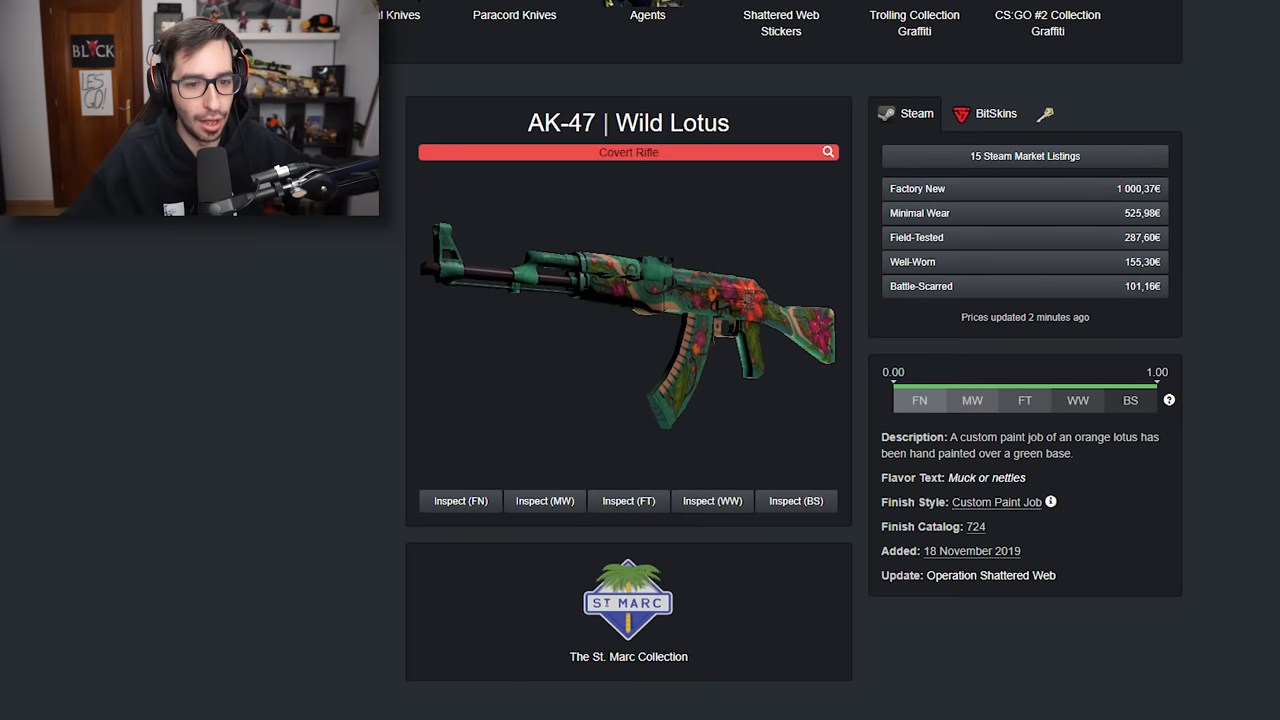 BLVCK
LES
GO!
l Knives
Paracord Knives
Agents
Shattered Web
Stickers
Trolling Collection
Graffiti
CS:GO #2 Collection
Graffiti
AK-47 | Wild Lotus
Covert Rifle
Inspect (FN)
Inspect (MW)
Inspect (FT)
Inspect (WW)
Inspect (BS)
ST MARC
The St. Marc Collection
Steam
BitSkins
15 Steam Market Listings
Factory New 1 000,37€
Minimal Wear 525,98€
Field-Tested 287,60€
Well-Worn 155,30€
Battle-Scarred 101,16€
Prices updated 2 minutes ago
0.00 1.00
FN MW FT WW BS
Description: A custom paint job of an orange lotus has
been hand painted over a green base.
Flavor Text: Muck or nettles
Finish Style: Custom Paint Job
Finish Catalog: 724
Added: 18 November 2019
Update: Operation Shattered Web